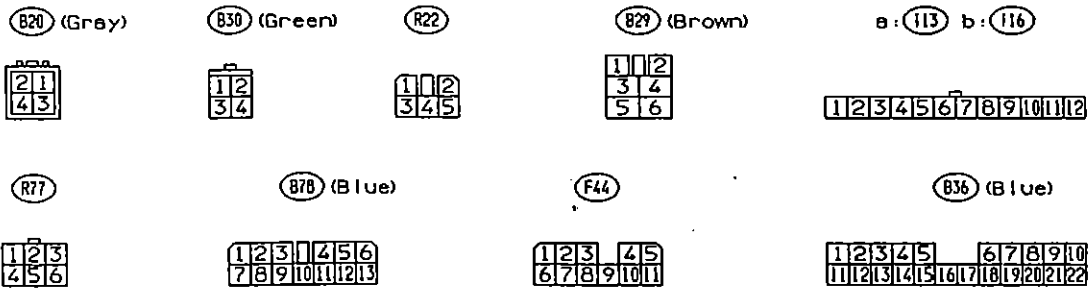 B20 (Gray) B30 (Green) R22 B29 (Brown) a: i13 b: i16
2 1 1 2 1 2 1 2
4 3 3 4 3 4 5 3 4
5 6
1 2 3 4 5 6 7 8 9 10 11 12
R77 B78 (Blue) F44 B36 (Blue)
1 2 3 1 2 3 4 5 6 1 2 3 4 5 1 2 3 4 5 6 7 8 9 10
4 5 6 7 8 9 10 11 12 13 6 7 8 9 10 11 11 12 13 14 15 16 17 18 19 20 21 22